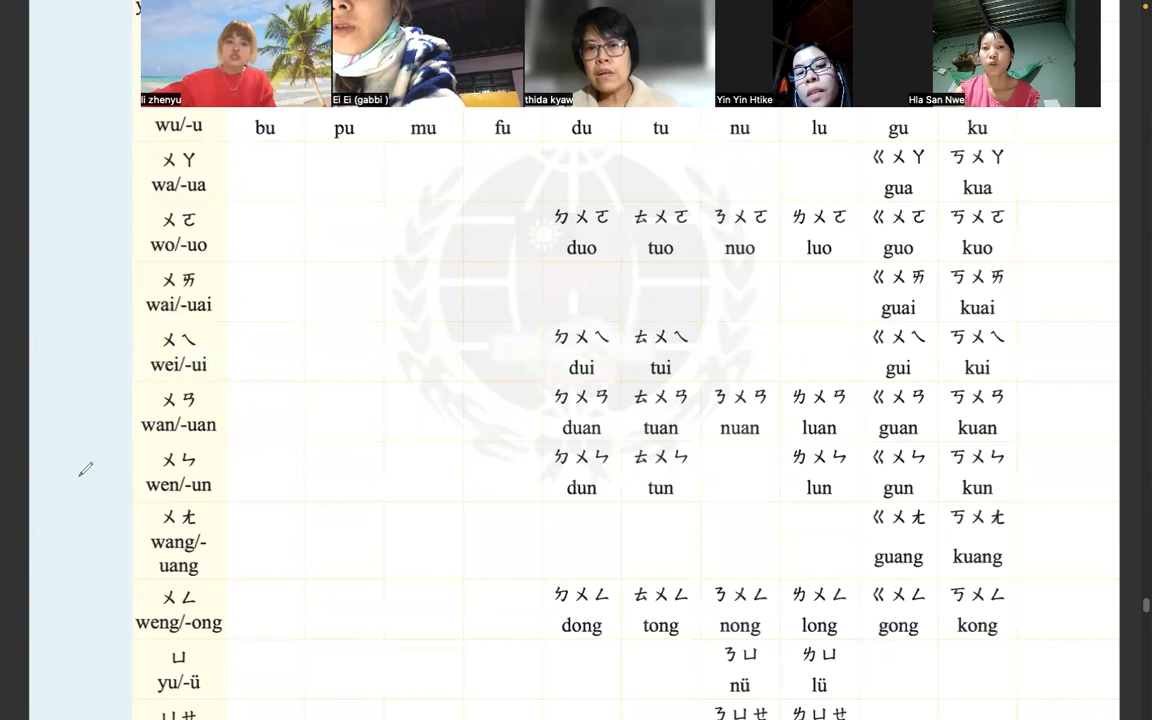 li zhenyu
Ei Ei (gabbi )
thida kyaw
Yin Yin Htike
Hla San Nwe
wu/-u bu pu mu fu du tu nu lu gu ku
ㄨㄚ ㄍㄨㄚ ㄎㄨㄚ
wa/-ua gua kua
ㄨㄛ ㄉㄨㄛ ㄊㄨㄛ ㄋㄨㄛ ㄌㄨㄛ ㄍㄨㄛ ㄎㄨㄛ
wo/-uo duo tuo nuo luo guo kuo
ㄨㄞ ㄍㄨㄞ ㄎㄨㄞ
wai/-uai guai kuai
ㄨㄟ ㄉㄨㄟ ㄊㄨㄟ ㄍㄨㄟ ㄎㄨㄟ
wei/-ui dui tui gui kui
ㄨㄢ ㄉㄨㄢ ㄊㄨㄢ ㄋㄨㄢ ㄌㄨㄢ ㄍㄨㄢ ㄎㄨㄢ
wan/-uan duan tuan nuan luan guan kuan
ㄨㄣ ㄉㄨㄣ ㄊㄨㄣ ㄌㄨㄣ ㄍㄨㄣ ㄎㄨㄣ
wen/-un dun tun lun gun kun
ㄨㄤ ㄍㄨㄤ ㄎㄨㄤ
wang/-
uang guang kuang
ㄨㄥ ㄉㄨㄥ ㄊㄨㄥ ㄋㄨㄥ ㄌㄨㄥ ㄍㄨㄥ ㄎㄨㄥ
weng/-ong dong tong nong long gong kong
ㄩ ㄋㄩ ㄌㄩ
yu/-ü nü lü
ㄩㄝ ㄋㄩㄝ ㄌㄩㄝ